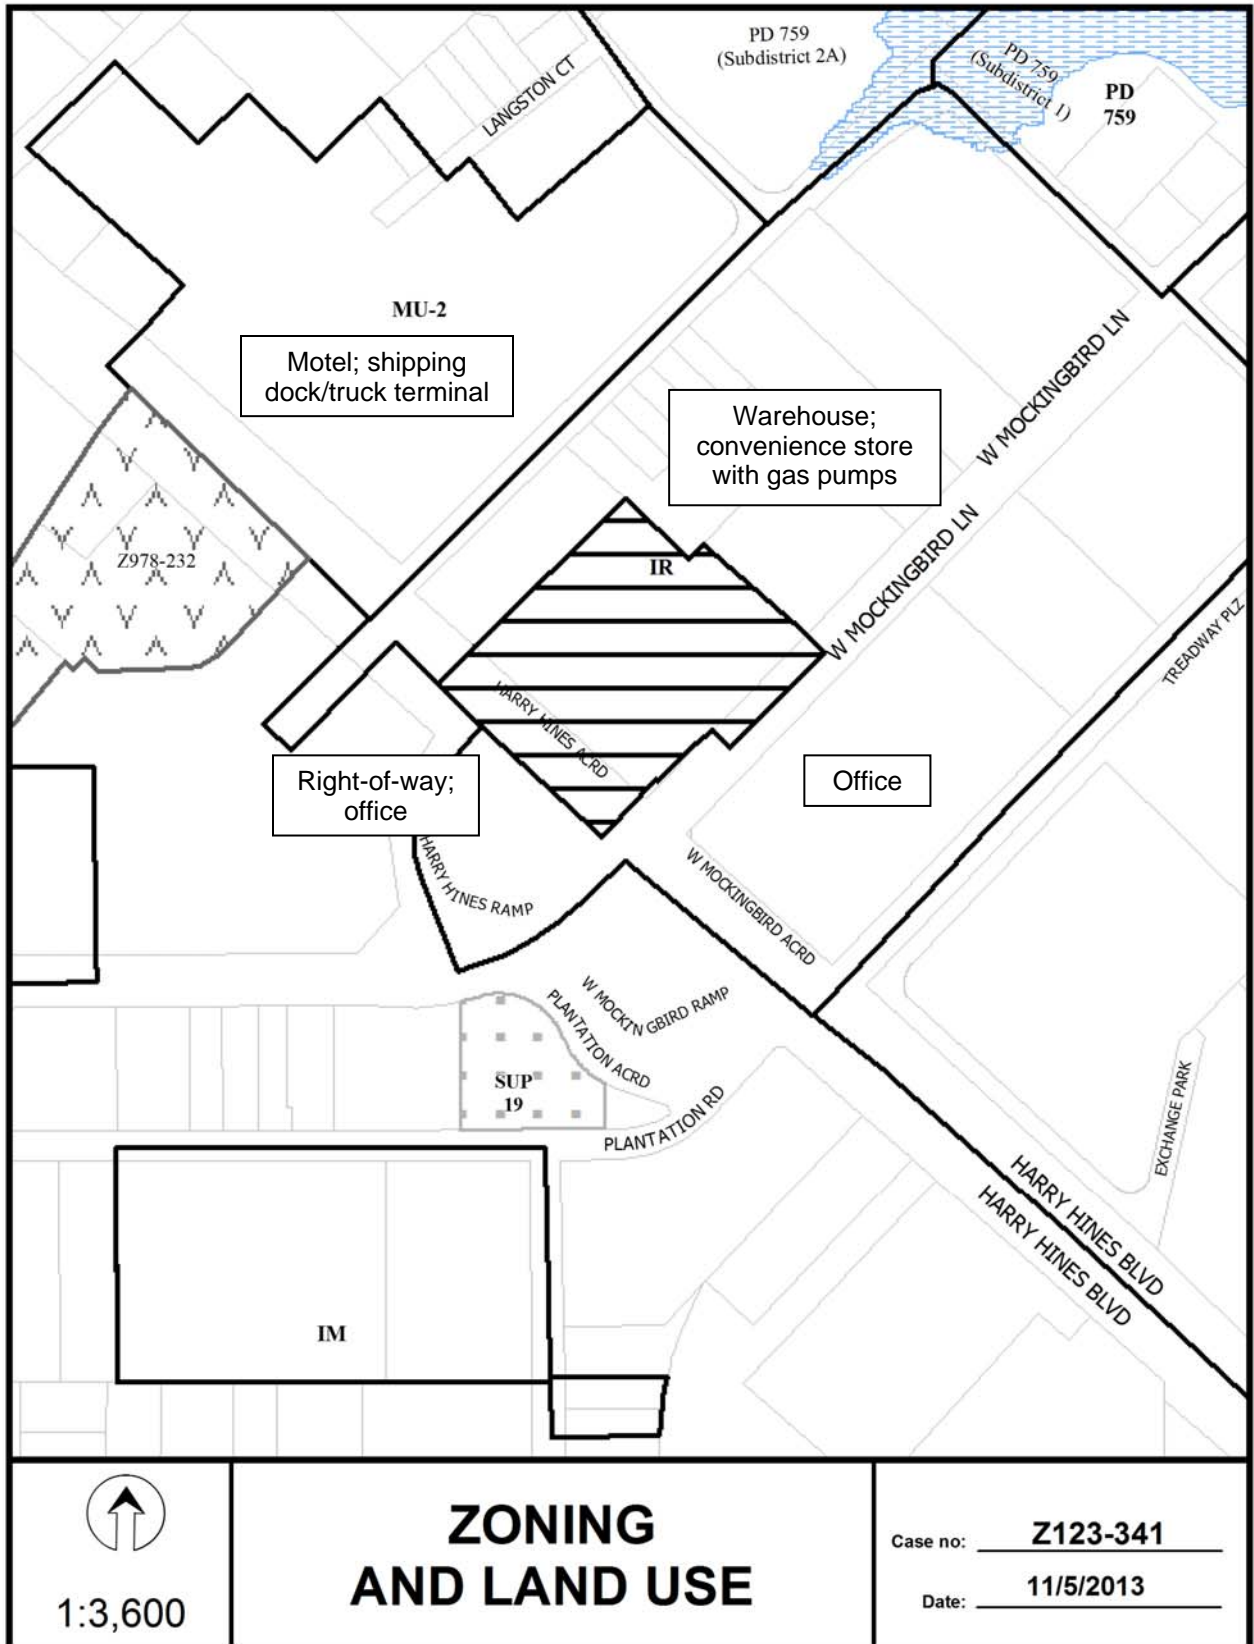 PD 759
(Subdistrict 2A)
PD 759
(Subdistrict 1)
PD
759
LANGSTON CT
MU-2
Motel; shipping
dock/truck terminal
W MOCKINGBIRD LN
Warehouse;
convenience store
with gas pumps
W MOCKINGBIRD LN
Z978-232
IR
TREADWAY PLZ
HARRY HINES ACRD
Right-of-way;
office
Office
HARRY HINES RAMP
W MOCKINGBIRD ACRD
W MOCKIN GBIRD RAMP
PLANTATION ACRD
SUP
19
PLANTATION RD
EXCHANGE PARK
HARRY HINES BLVD
HARRY HINES BLVD
IM
1:3,600
ZONING
AND LAND USE
Case no: Z123-341
Date: 11/5/2013